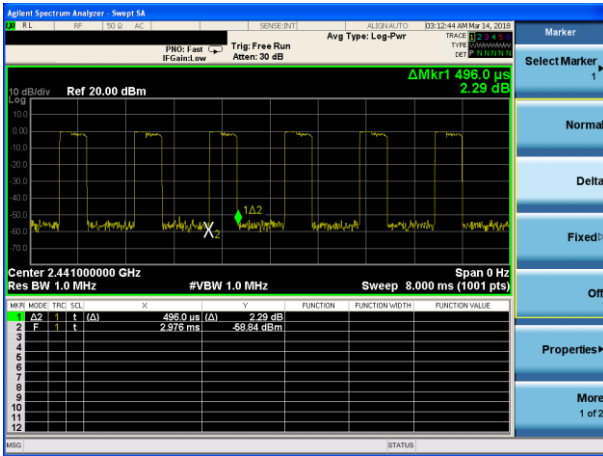 Agilent Spectrum Analyzer - Swept SA
RL RF 50 Ω AC SENSE:INT ALIGN AUTO 03:12:44 AM Mar 14, 2018
PNO: Fast Trig: Free Run Avg Type: Log-Pwr TRACE 1 2 3 4 5 6
IFGain:Low Atten: 30 dB TYPE
DET P N N N N N
ΔMkr1 496.0 µs
10 dB/div Ref 20.00 dBm 2.29 dB
Log
10.0
0.00
-10.0
-20.0
-30.0
-40.0
-50.0
-60.0
-70.0
1Δ2
X2
Center 2.441000000 GHz Span 0 Hz
Res BW 1.0 MHz #VBW 1.0 MHz Sweep 8.000 ms (1001 pts)
MKR MODE TRC SCL X Y FUNCTION FUNCTION WIDTH FUNCTION VALUE
1 Δ2 1 t (Δ) 496.0 µs (Δ) 2.29 dB
2 F 1 t 2.976 ms -58.84 dBm
3
4
5
6
7
8
9
10
11
12
MSG STATUS
Marker
Select Marker
1
Normal
Delta
Fixed
Off
Properties
More
1 of 2